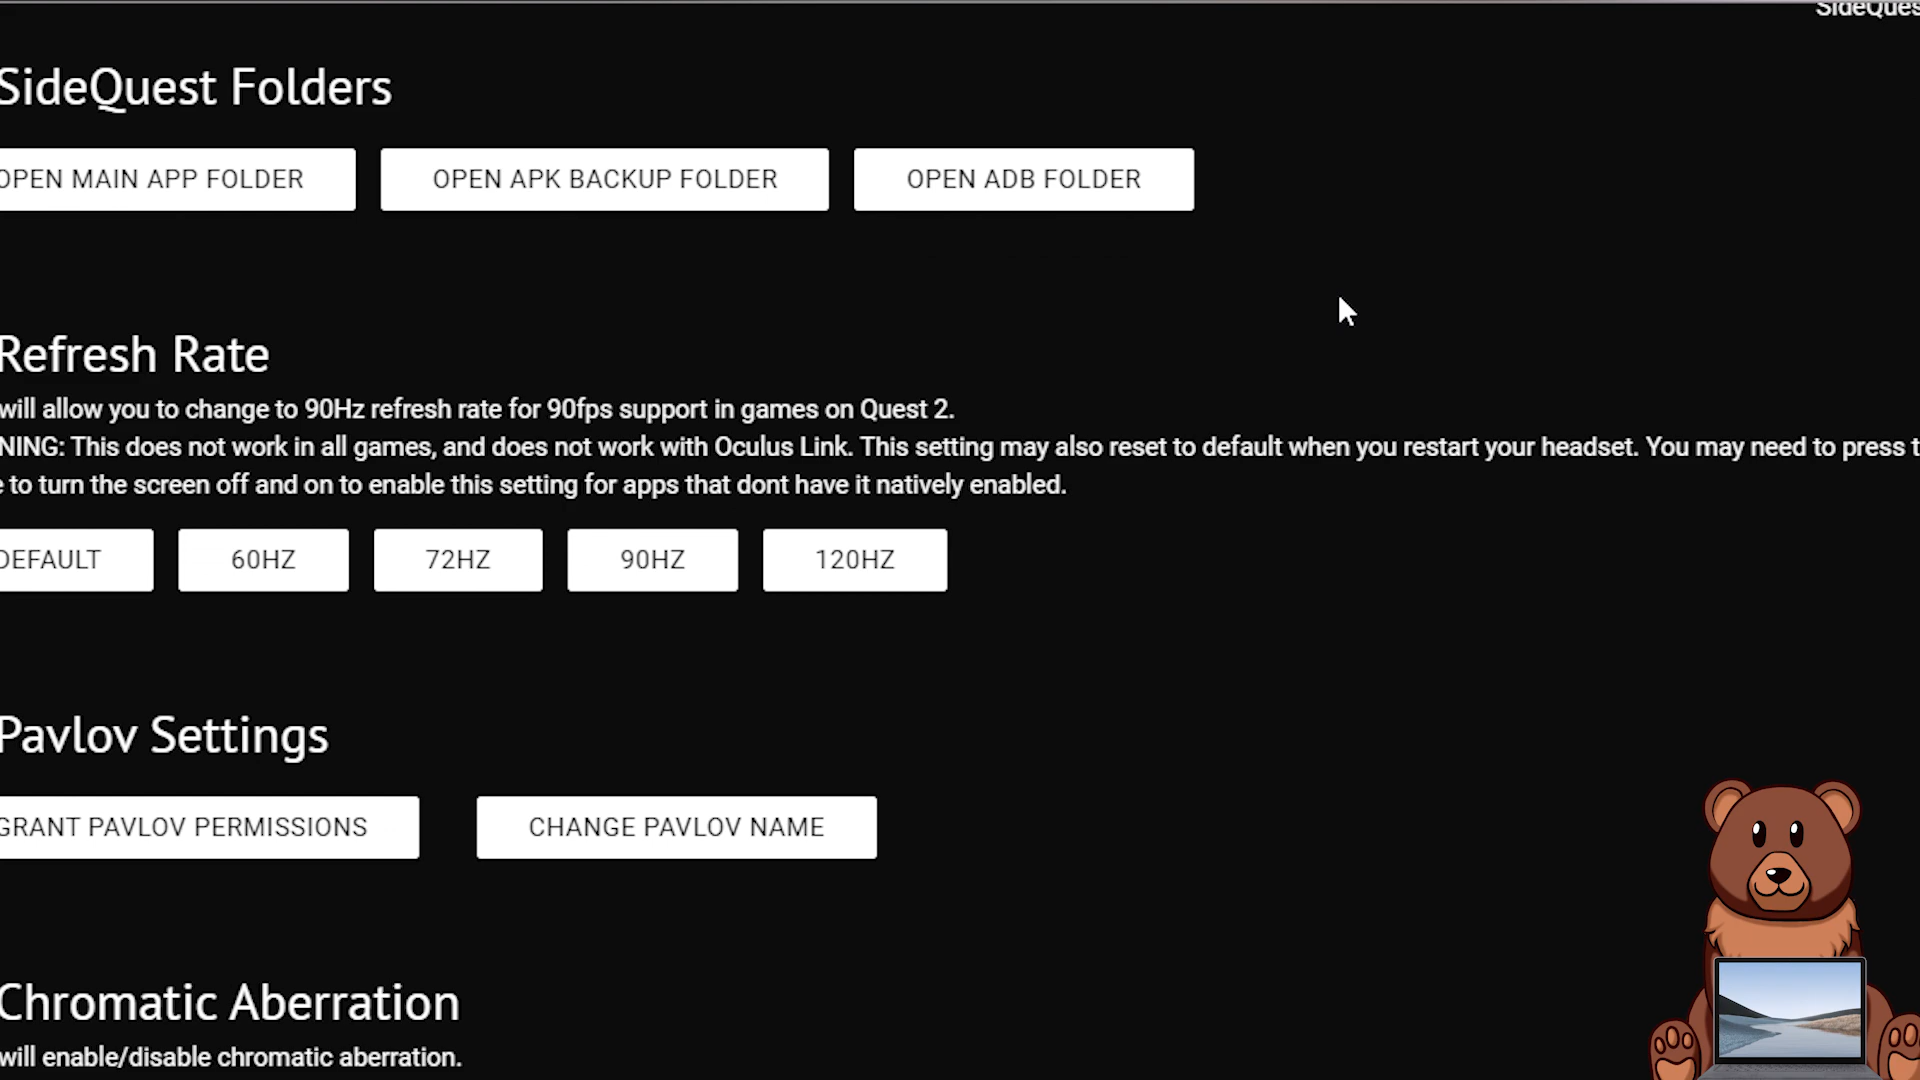 SideQues
SideQuest Folders
OPEN MAIN APP FOLDER
OPEN APK BACKUP FOLDER
OPEN ADB FOLDER
Refresh Rate
will allow you to change to 90Hz refresh rate for 90fps support in games on Quest 2.
NING: This does not work in all games, and does not work with Oculus Link. This setting may also reset to default when you restart your headset. You may need to press t
e to turn the screen off and on to enable this setting for apps that dont have it natively enabled.
DEFAULT
60HZ
72HZ
90HZ
120HZ
Pavlov Settings
GRANT PAVLOV PERMISSIONS
CHANGE PAVLOV NAME
Chromatic Aberration
will enable/disable chromatic aberration.